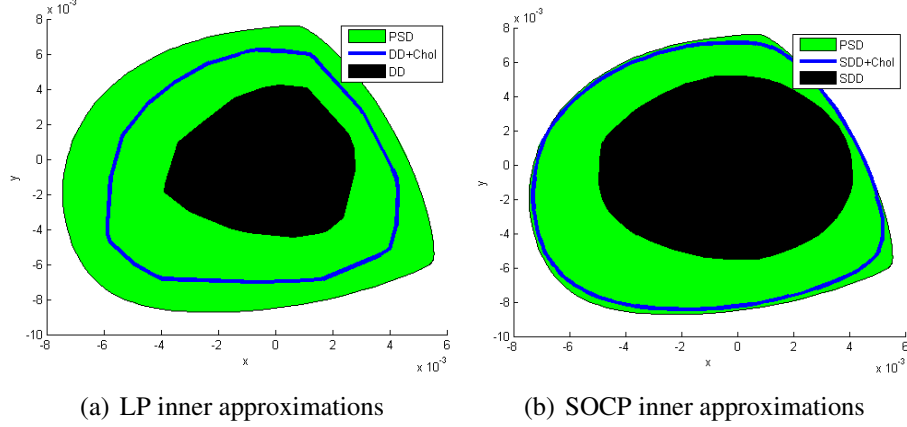 x 10⁻³
8
6
4
2
0
-2
-4
-6
-8
-10
y
PSD
DD+Chol
DD
-8 -6 -4 -2 0 2 4 6
x
x 10⁻³
(a) LP inner approximations
x 10⁻³
8
6
4
2
0
-2
-4
-6
-8
-10
y
PSD
SDD+Chol
SDD
-8 -6 -4 -2 0 2 4 6
x
x 10⁻³
(b) SOCP inner approximations